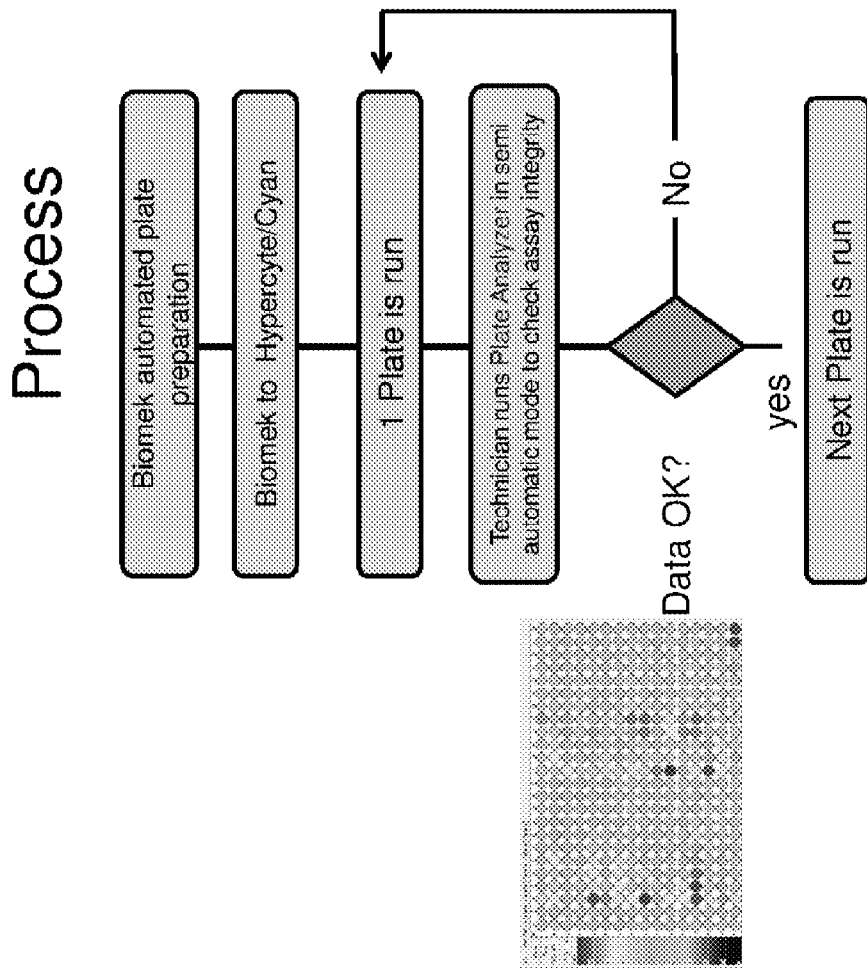 Process
Biomek automated plate
preparation
Biomek to Hypercyte/Cyan
1 Plate is run
Technician runs Plate Analyzer in semi
automatic mode to check assay integrity
Data OK?
No
yes
Next Plate is run